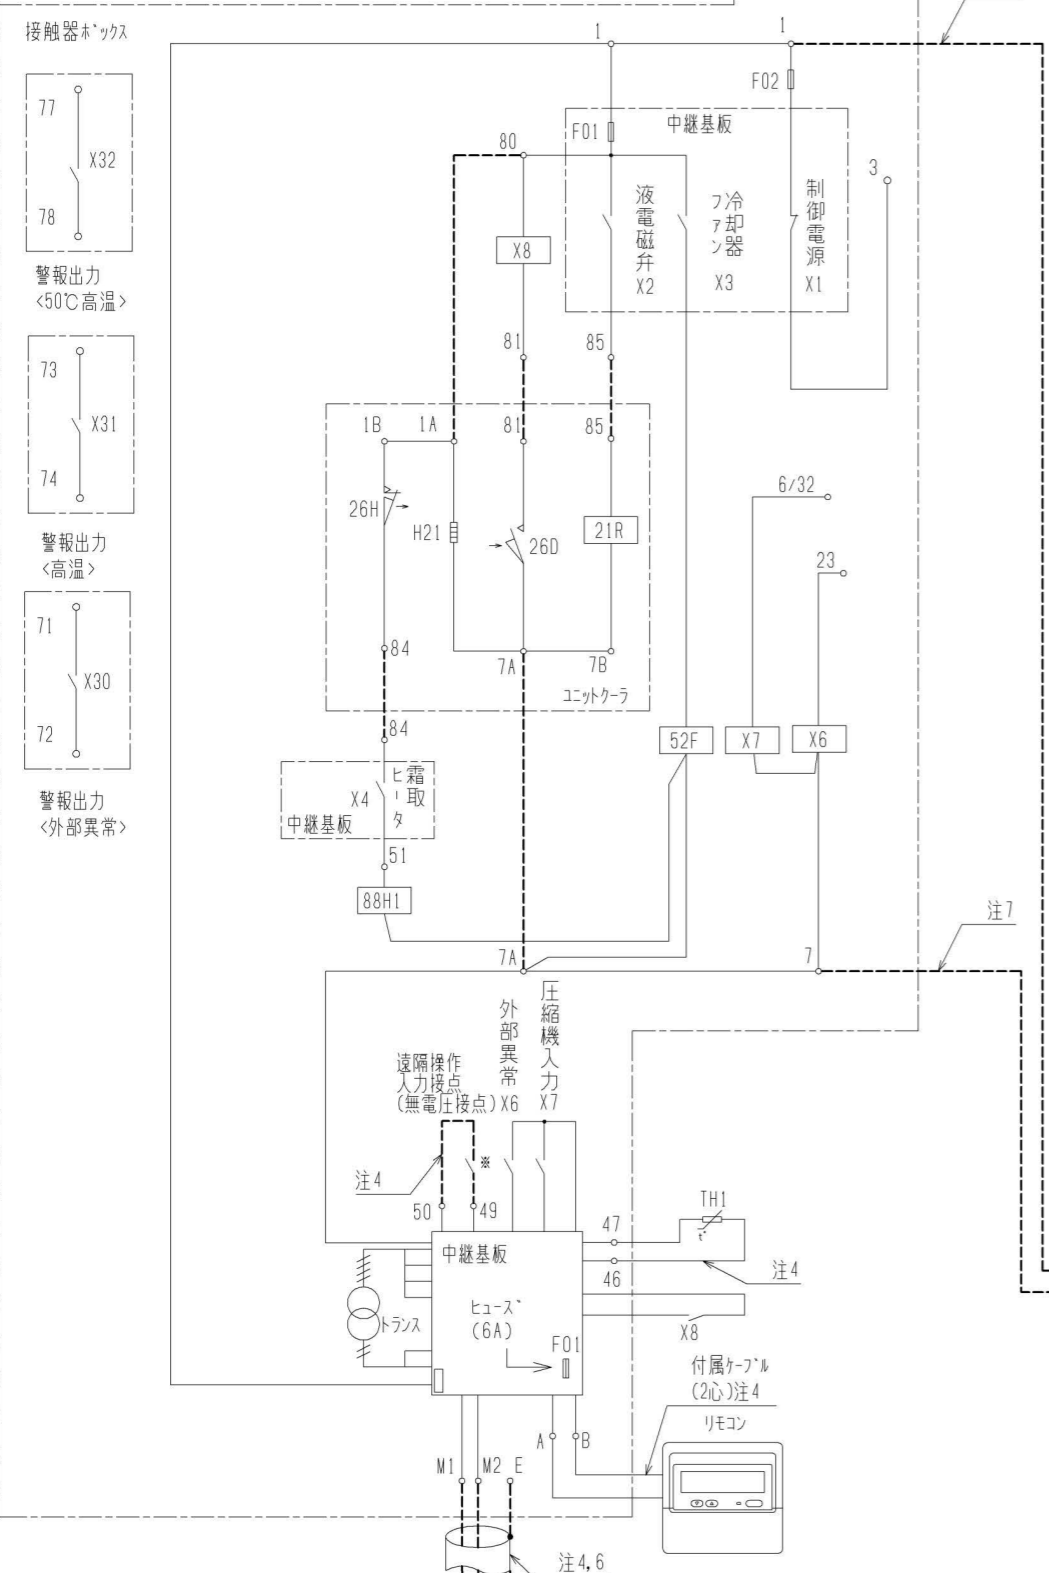 接触器ボックス
77
X32
78
警報出力
<50℃高温>
73
X31
74
警報出力
<高温>
71
X30
72
警報出力
<外部異常>
1
1
F02
F01
中継基板
80
3
液電磁弁
X2
冷却器
ファン
X3
制御電源
X1
X8
81
85
1B
1A
81
85
26H
H21
26D
21R
6/32
23
84
7A
7B
ユニットクーラ
84
52F
X7
X6
X4
霜取
ヒータ
中継基板
51
88H1
注7
7A
7
外部異常
X6
圧縮機入力
X7
遠隔操作
入力接点
(無電圧接点)
※
注4
50
49
47
TH1
t°
46
注4
中継基板
ヒューズ
(6A)
F01
トランス
X8
付属ケーブル
(2心)注4
リモコン
A
B
M1
M2
E
注4,6